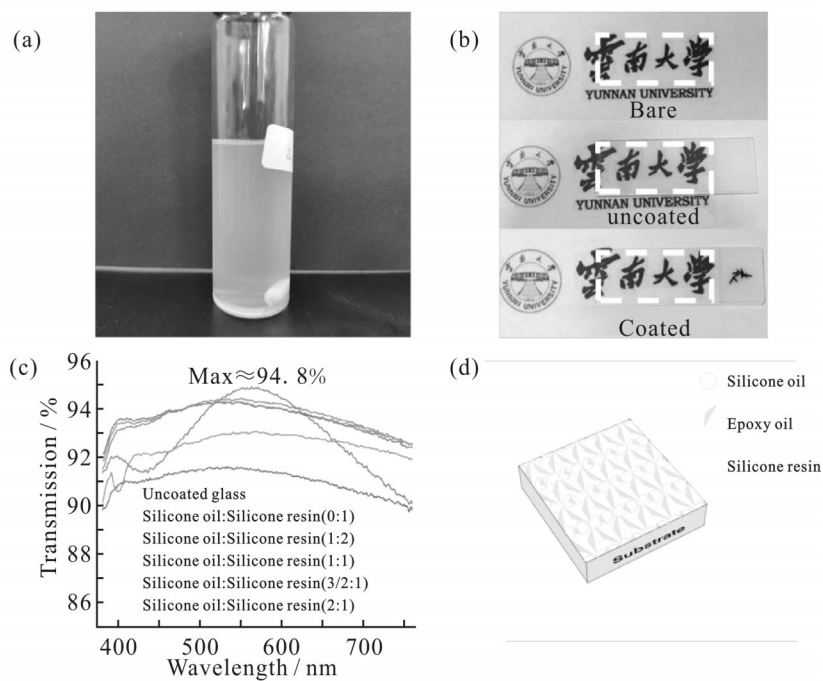 (a)
(b)
雲南大学
YUNNAN UNIVERSITY
Bare
雲南大学
YUNNAN UNIVERSITY
uncoated
雲南大学
Coated
(c)
Max≈94. 8%
96
94
92
90
88
86
Transmission / %
Uncoated glass
Silicone oil:Silicone resin(0:1)
Silicone oil:Silicone resin(1:2)
Silicone oil:Silicone resin(1:1)
Silicone oil:Silicone resin(3/2:1)
Silicone oil:Silicone resin(2:1)
400 500 600 700
Wavelength / nm
(d)
Silicone oil
Epoxy oil
Silicone resin
Substrate